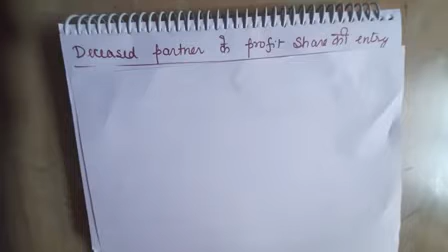 Deceased partner के profit share की entry